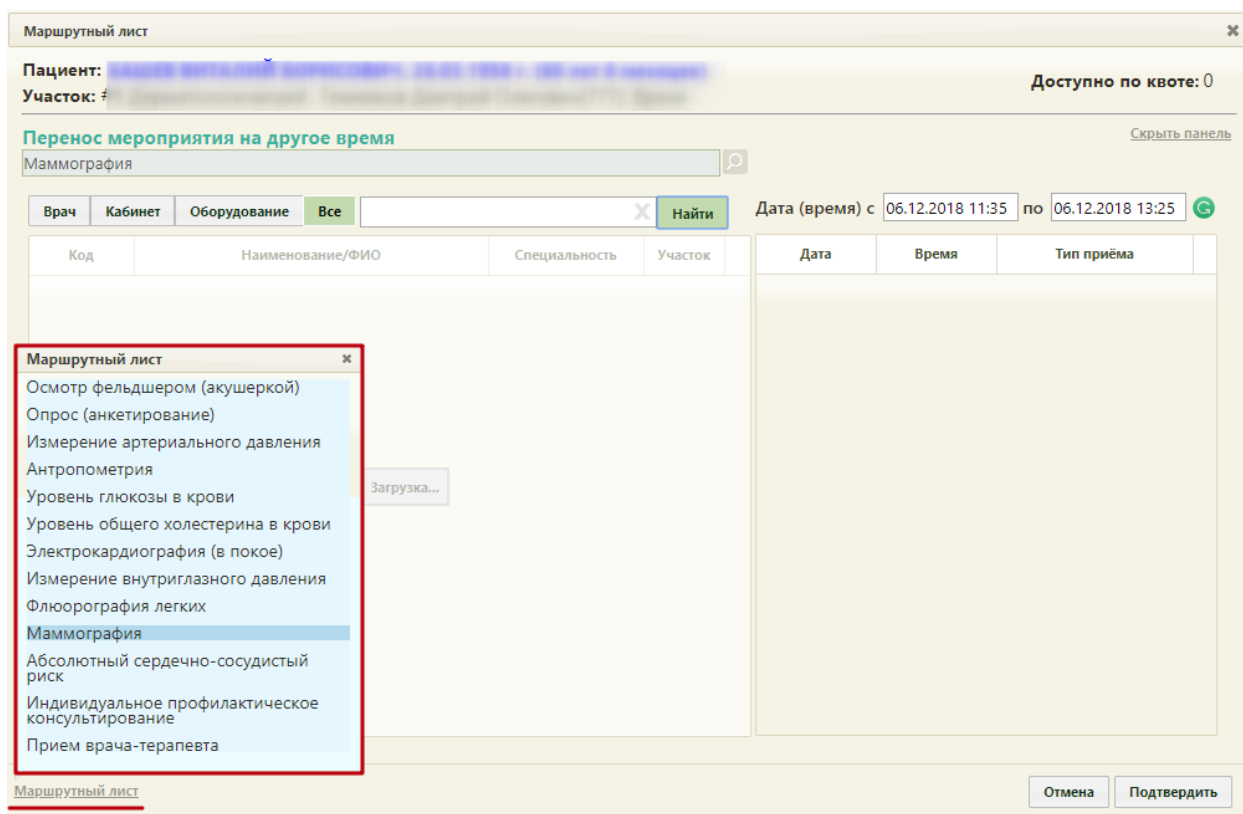 Маршрутный лист
Пациент:
Доступно по квоте: 0
Участок: #
Перенос мероприятия на другое время
Скрыть панель
Маммография
Врач Кабинет Оборудование Все Найти
Дата (время) с 06.12.2018 11:35 по 06.12.2018 13:25
Код Наименование/ФИО Специальность Участок
Дата Время Тип приёма
Загрузка...
Маршрутный лист
Осмотр фельдшером (акушеркой)
Опрос (анкетирование)
Измерение артериального давления
Антропометрия
Уровень глюкозы в крови
Уровень общего холестерина в крови
Электрокардиография (в покое)
Измерение внутриглазного давления
Флюорография легких
Маммография
Абсолютный сердечно-сосудистый
риск
Индивидуальное профилактическое
консультирование
Прием врача-терапевта
Маршрутный лист
Отмена Подтвердить